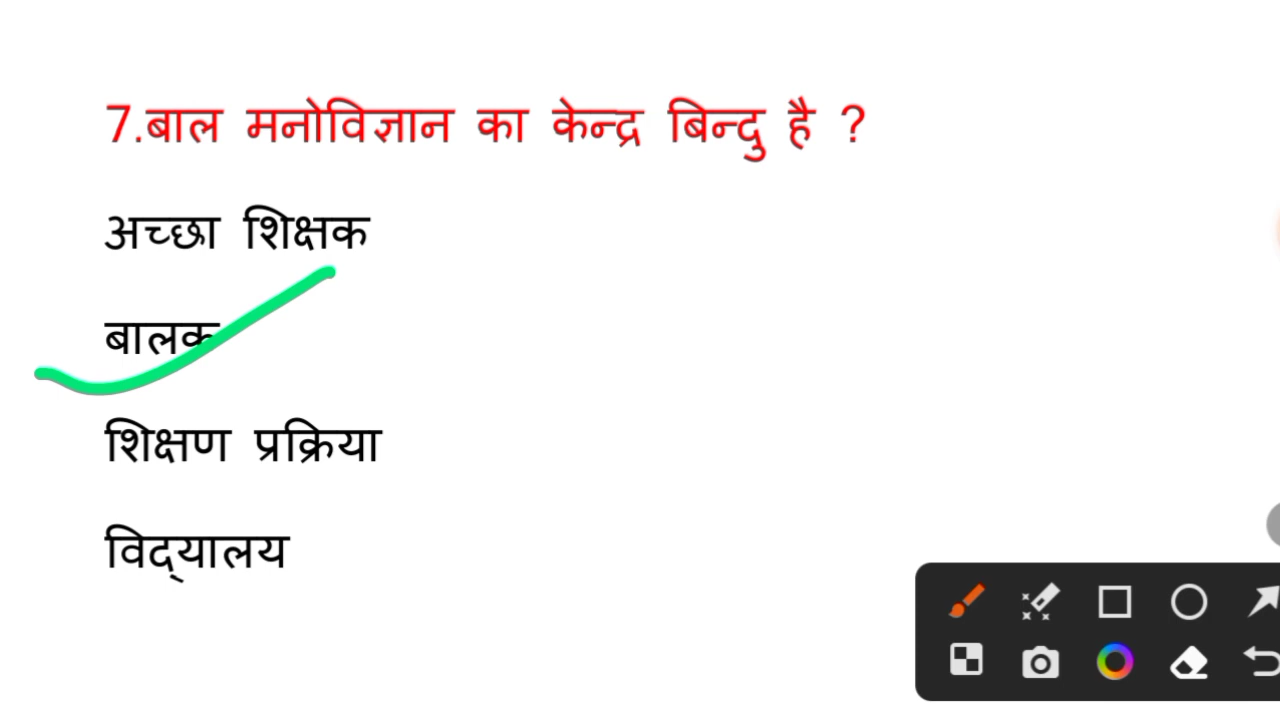 7.बाल मनोविज्ञान का केन्द्र बिन्दु है ?
अच्छा शिक्षक
बालक
शिक्षण प्रक्रिया
विद्यालय